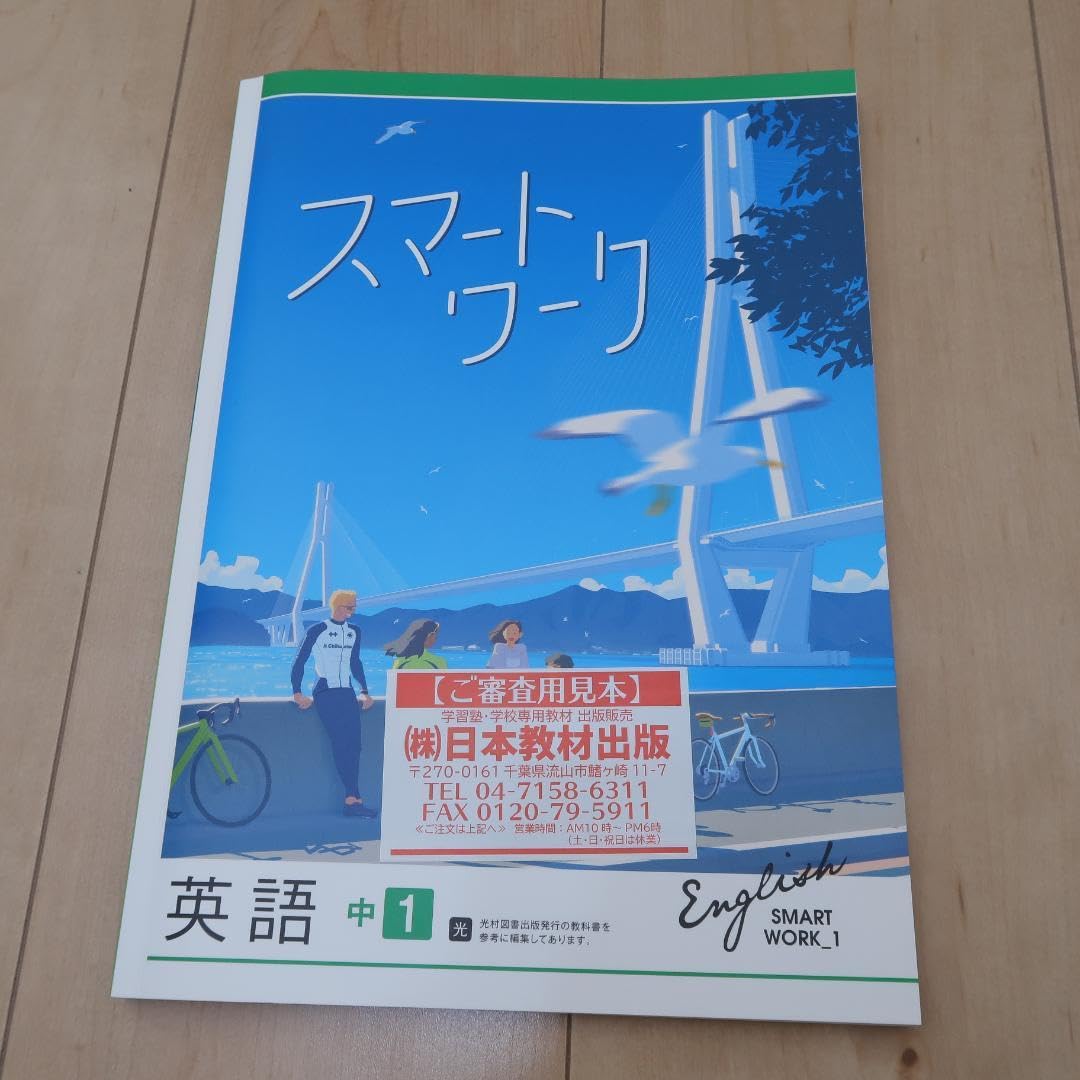 スマート
ワーク
【ご審査用見本】
学習塾・学校専用教材 出版販売
(株)日本教材出版
〒270-0161 千葉県流山市鰭ヶ崎 11-7
TEL 04-7158-6311
FAX 0120-79-5911
≪ご注文は上記へ≫ 営業時間：AM10時～PM6時
(土・日・祝日は休業)
英語 中1
光 光村図書出版発行の教科書を
参考に編集してあります。
English
SMART
WORK_1